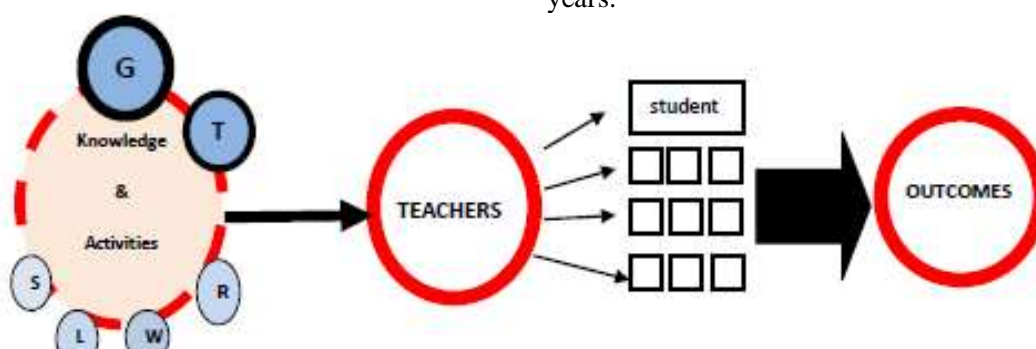 years.
G
T
Knowledge
&
Activities
S
L
W
R
TEACHERS
student
OUTCOMES